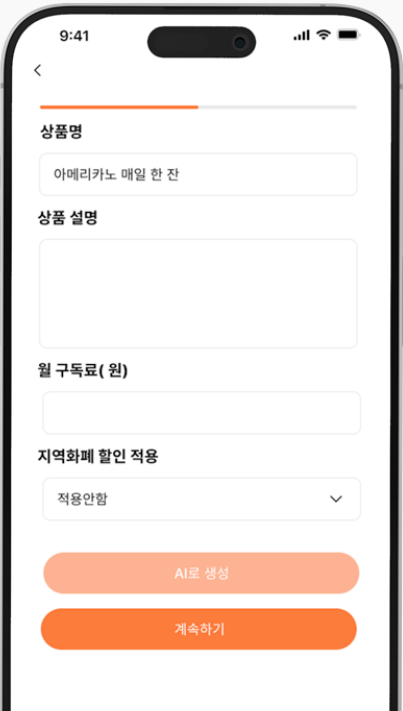 9:41
상품명
아메리카노 매일 한 잔
상품 설명
월 구독료( 원)
지역화폐 할인 적용
적용안함
AI로 생성
계속하기